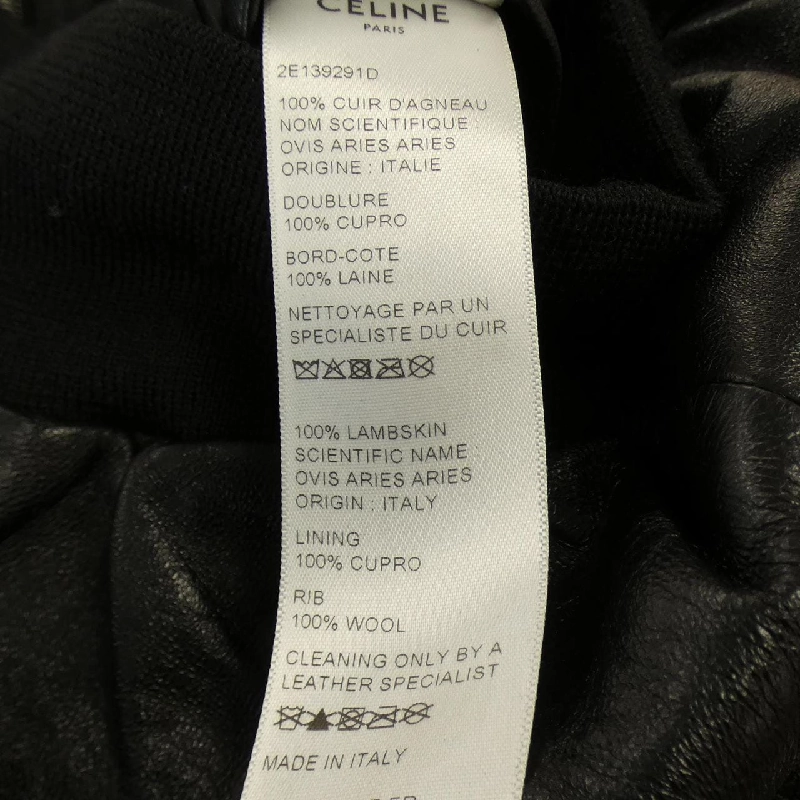 CELINE
PARIS
2E139291D
100% CUIR D'AGNEAU
NOM SCIENTIFIQUE :
OVIS ARIES ARIES
ORIGINE : ITALIE
DOUBLURE
100% CUPRO
BORD-COTE
100% LAINE
NETTOYAGE PAR UN
SPECIALISTE DU CUIR
100% LAMBSKIN
SCIENTIFIC NAME :
OVIS ARIES ARIES
ORIGIN : ITALY
LINING
100% CUPRO
RIB
100% WOOL
CLEANING ONLY BY A
LEATHER SPECIALIST
MADE IN ITALY